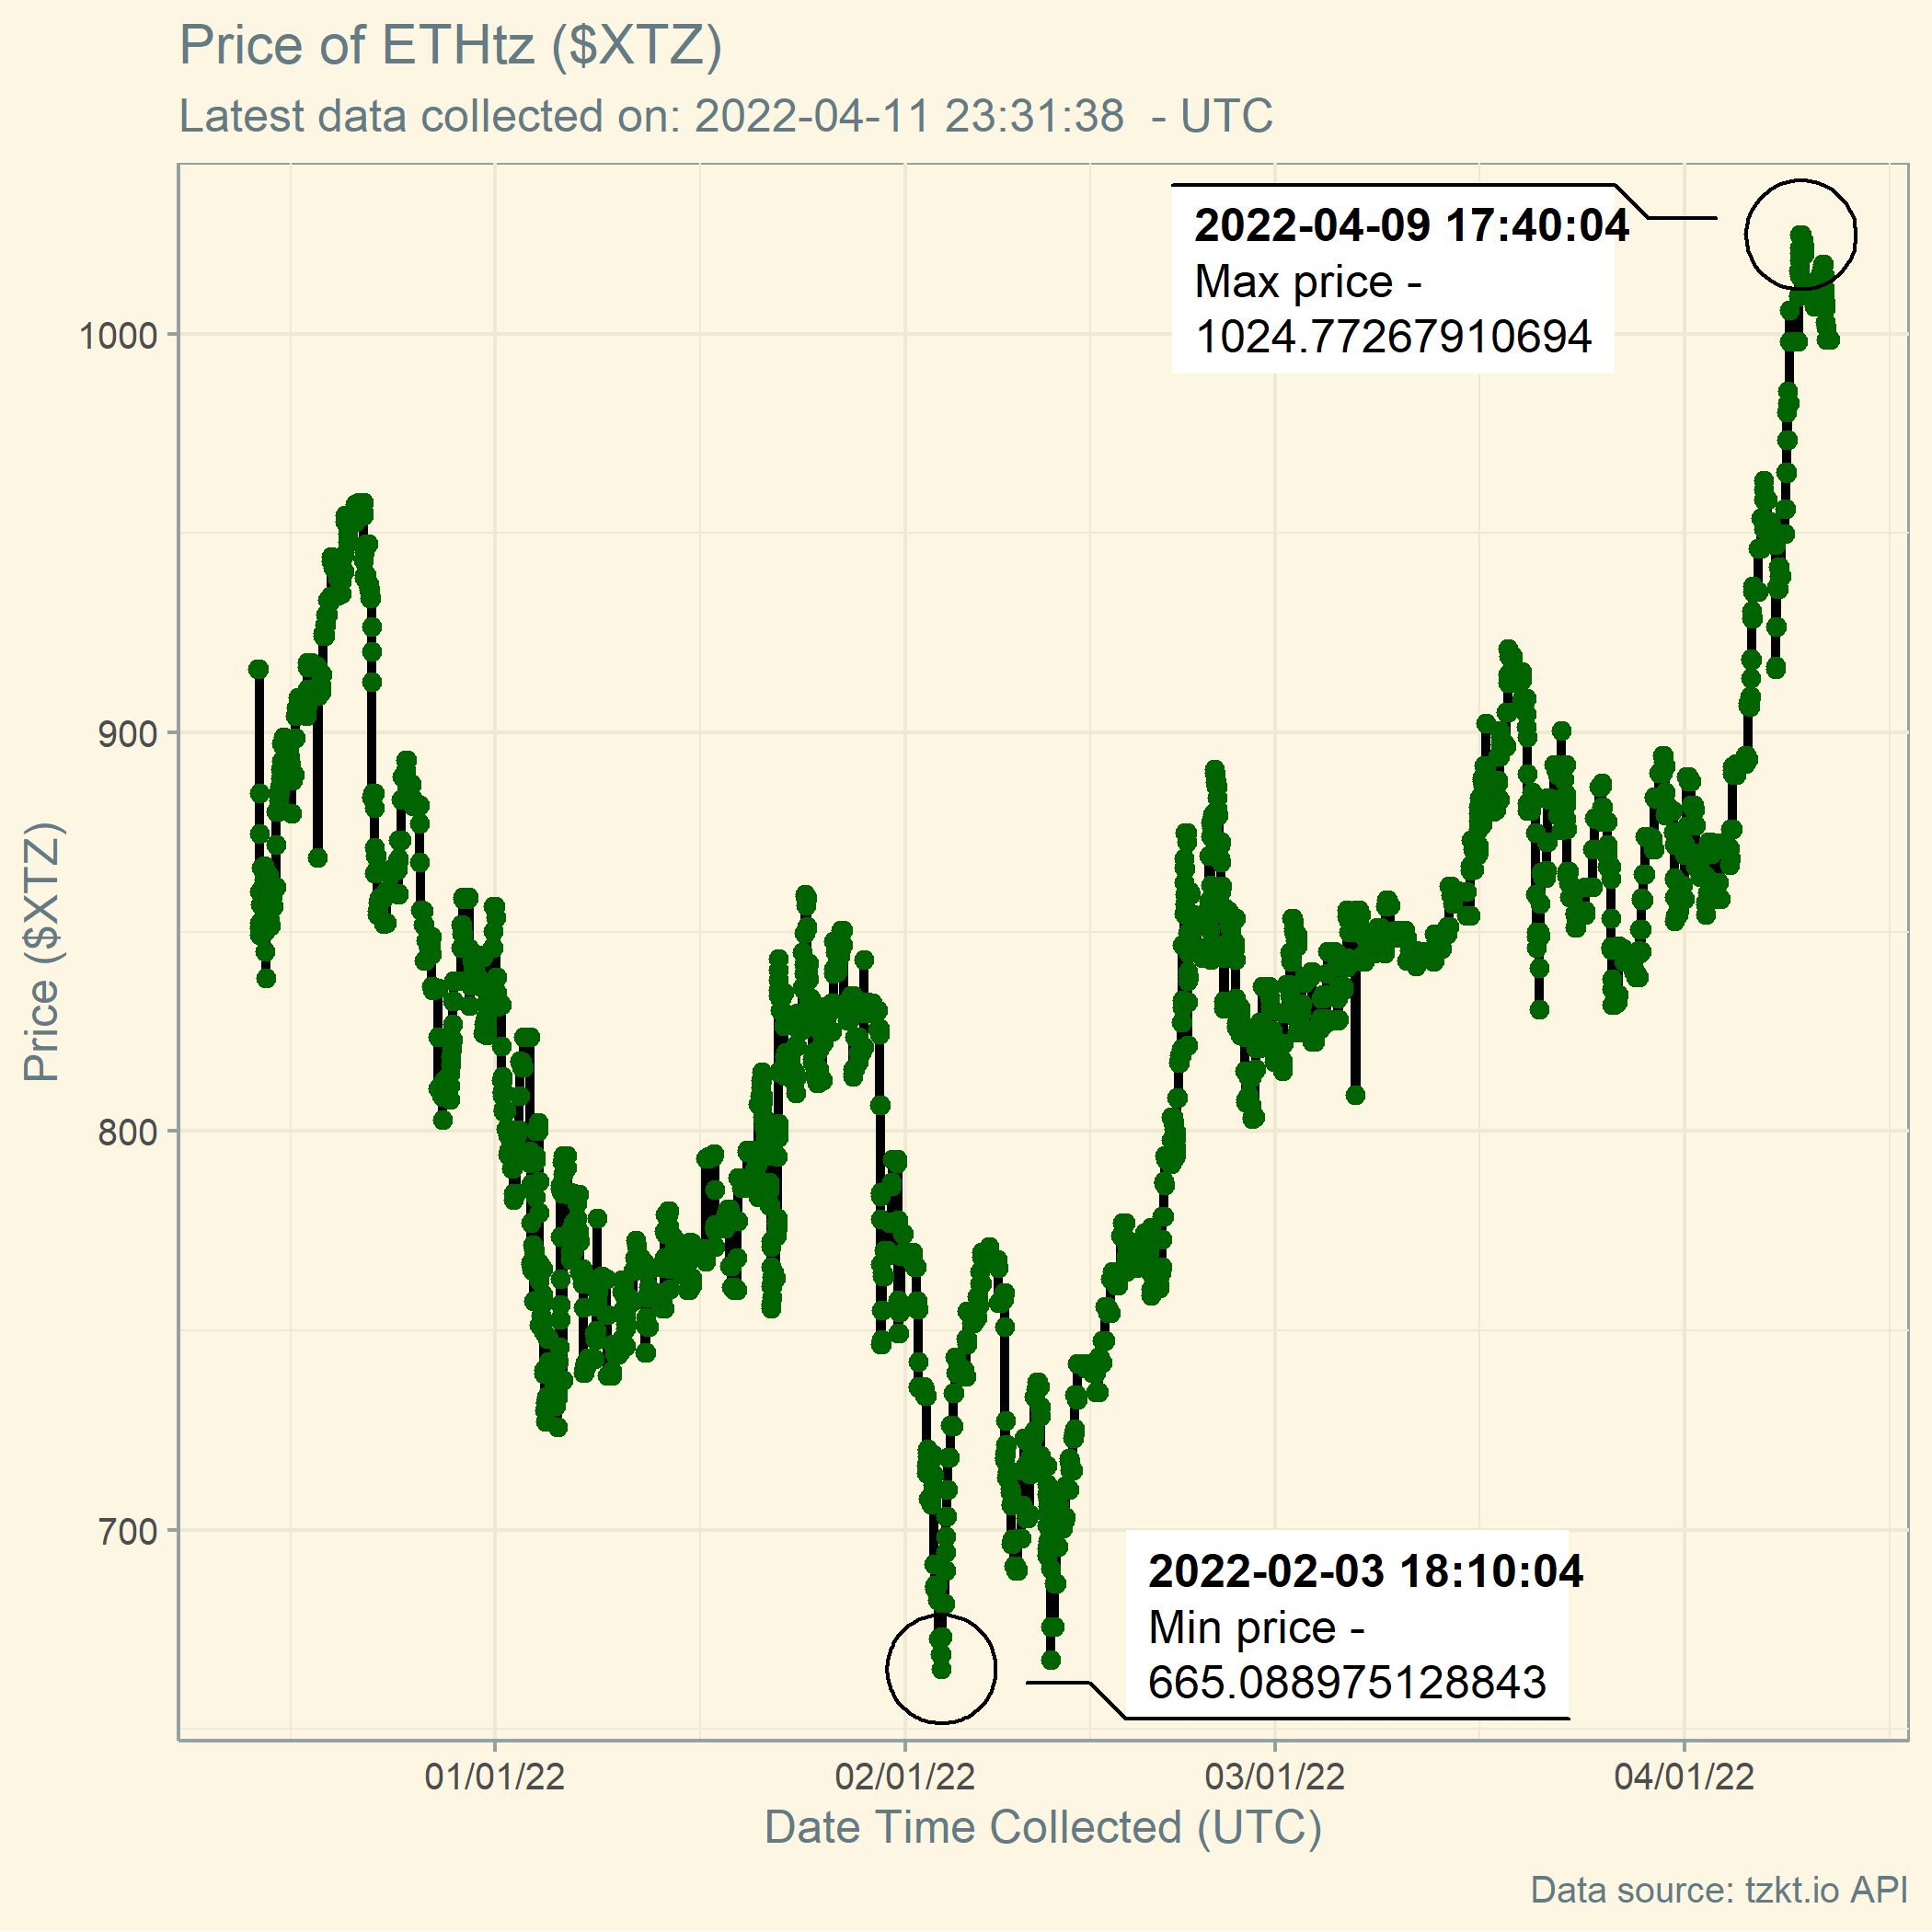 Price of ETHtz ($XTZ)
Latest data collected on: 2022-04-11 23:31:38  - UTC
2022-04-09 17:40:04
Max price -
1024.77267910694
1000
900
800
700
Price ($XTZ)
2022-02-03 18:10:04
Min price -
665.088975128843
01/01/22
02/01/22
03/01/22
04/01/22
Date Time Collected (UTC)
Data source: tzkt.io API